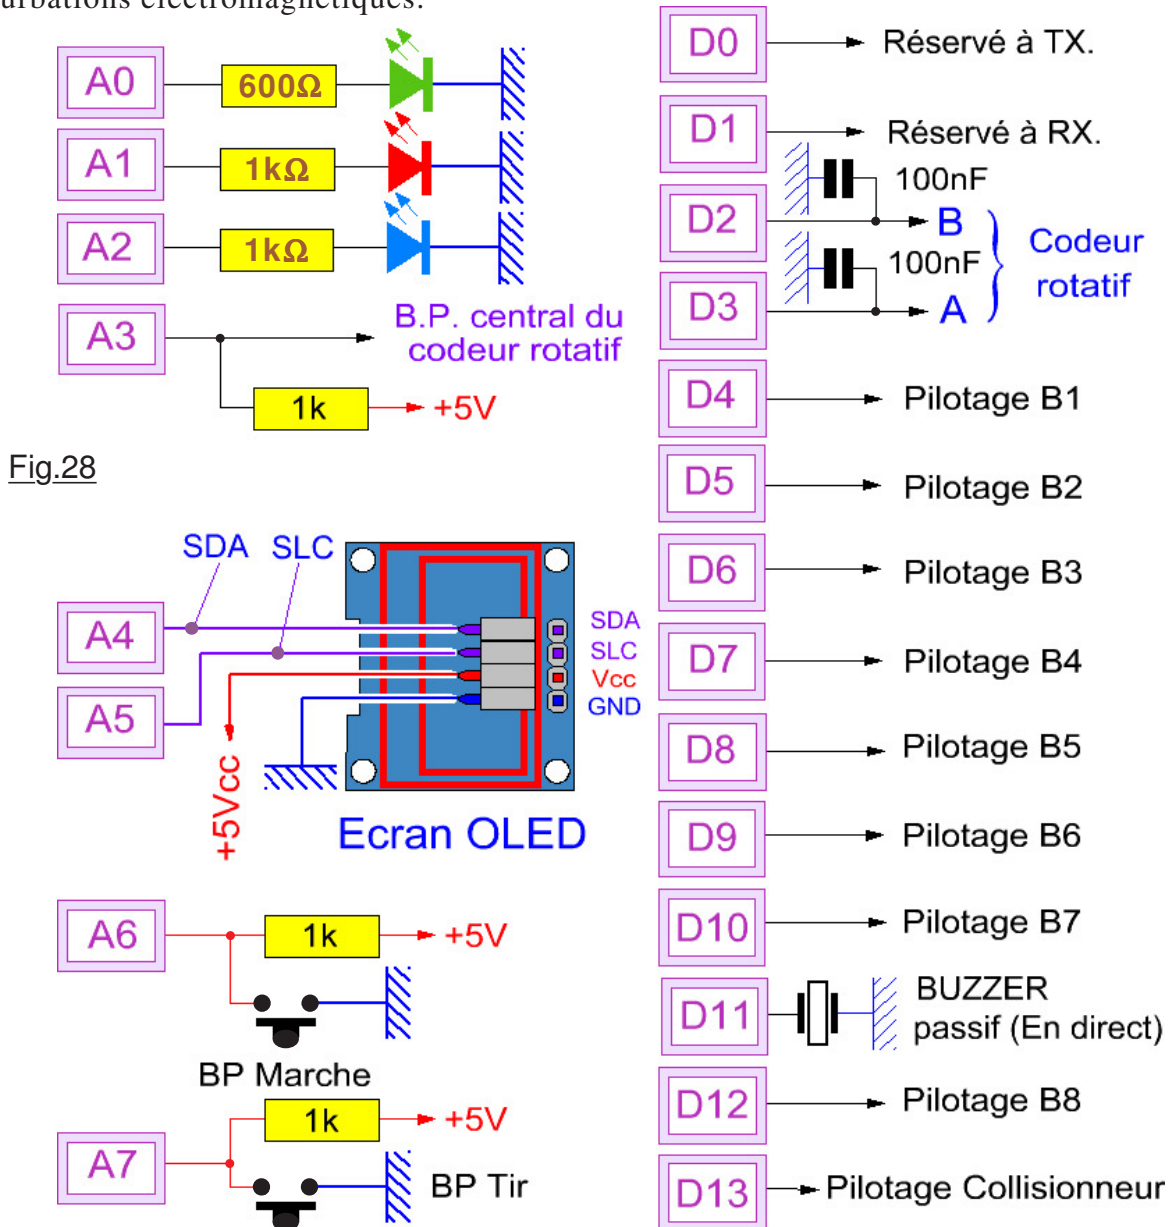 urbations électromagnétiques.
A0
600Ω
A1
1kΩ
A2
1kΩ
A3
B.P. central du
codeur rotatif
1k
+5V
Fig.28
SDA SLC
A4
A5
SDA
SLC
Vcc
GND
+5Vcc
Ecran OLED
A6
1k
+5V
BP Marche
A7
1k
+5V
BP Tir
D0
Réservé à TX.
D1
Réservé à RX.
100nF
D2
B
100nF
D3
A
Codeur
rotatif
D4
Pilotage B1
D5
Pilotage B2
D6
Pilotage B3
D7
Pilotage B4
D8
Pilotage B5
D9
Pilotage B6
D10
Pilotage B7
D11
BUZZER
passif (En direct)
D12
Pilotage B8
D13
Pilotage Collisionneur